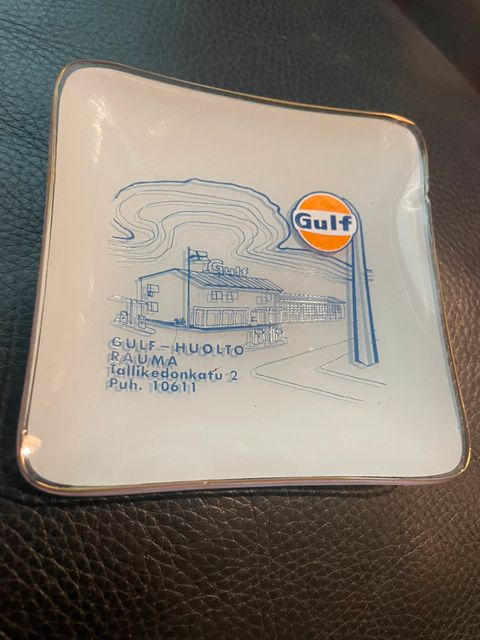 Gulf
Gulf
GULF-HUOLTO
RAUMA
Tallikedonkatu 2
Puh. 10611